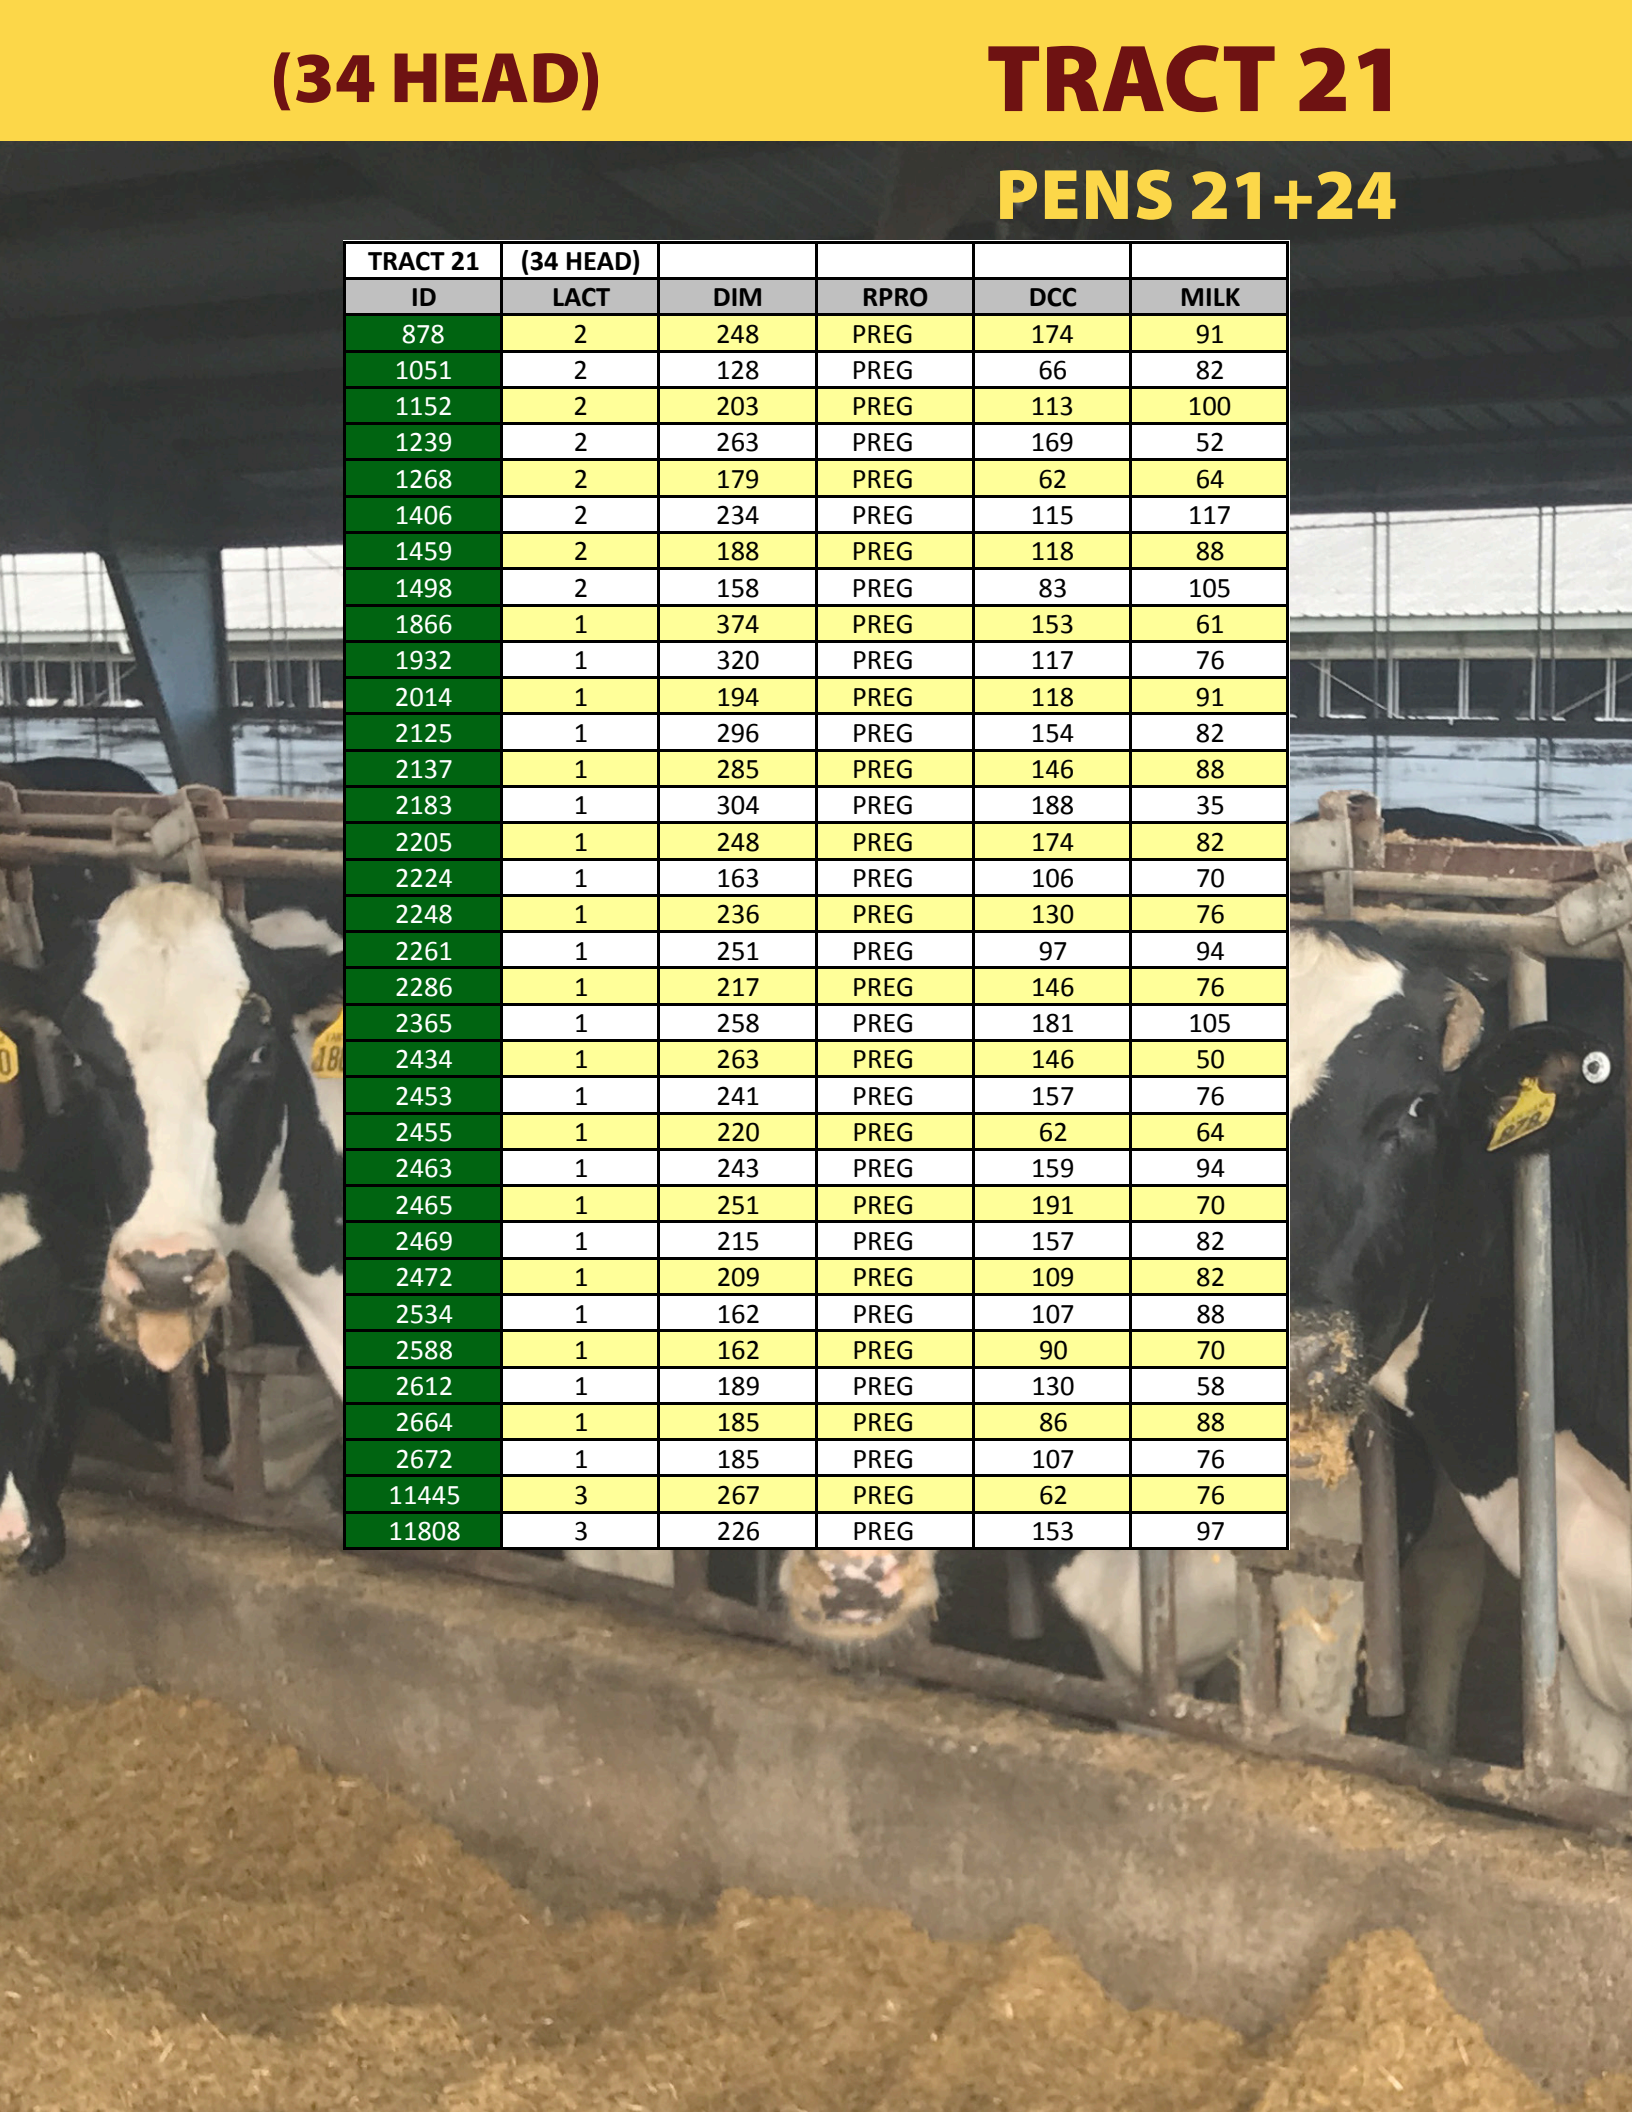 (34 HEAD) TRACT 21
PENS 21+24
TRACT 21 (34 HEAD)
ID LACT DIM RPRO DCC MILK
878 2 248 PREG 174 91
1051 2 128 PREG 66 82
1152 2 203 PREG 113 100
1239 2 263 PREG 169 52
1268 2 179 PREG 62 64
1406 2 234 PREG 115 117
1459 2 188 PREG 118 88
1498 2 158 PREG 83 105
1866 1 374 PREG 153 61
1932 1 320 PREG 117 76
2014 1 194 PREG 118 91
2125 1 296 PREG 154 82
2137 1 285 PREG 146 88
2183 1 304 PREG 188 35
2205 1 248 PREG 174 82
2224 1 163 PREG 106 70
2248 1 236 PREG 130 76
2261 1 251 PREG 97 94
2286 1 217 PREG 146 76
2365 1 258 PREG 181 105
2434 1 263 PREG 146 50
2453 1 241 PREG 157 76
2455 1 220 PREG 62 64
2463 1 243 PREG 159 94
2465 1 251 PREG 191 70
2469 1 215 PREG 157 82
2472 1 209 PREG 109 82
2534 1 162 PREG 107 88
2588 1 162 PREG 90 70
2612 1 189 PREG 130 58
2664 1 185 PREG 86 88
2672 1 185 PREG 107 76
11445 3 267 PREG 62 76
11808 3 226 PREG 153 97